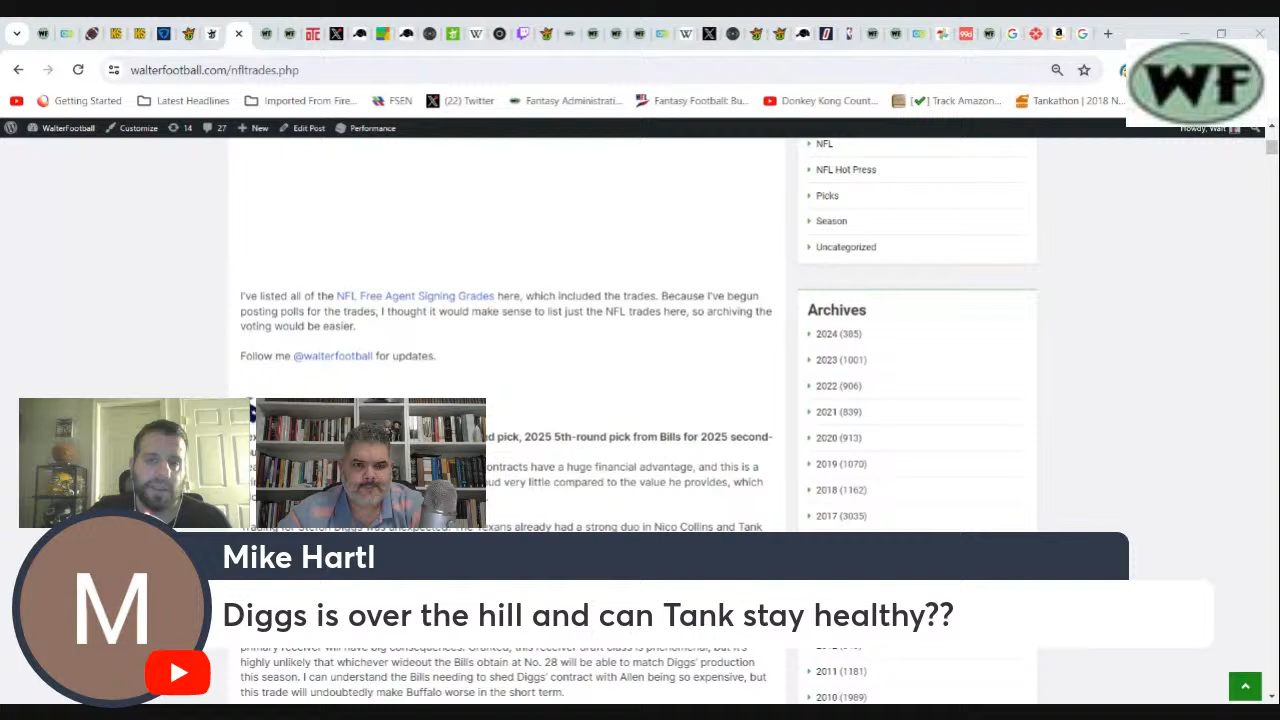 walterfootball.com/nfltrades.php
WF
Getting Started
Latest Headlines
Imported From Fire...
FSEN
(22) Twitter
Fantasy Administrati...
Fantasy Football: Bu...
Donkey Kong Count...
Track Amazon...
Tankathon | 2018 N...
WalterFootball
Customize
14
27
+ New
Edit Post
Performance
Howdy, Walt
NFL
NFL Hot Press
Picks
Season
Uncategorized
I've listed all of the NFL Free Agent Signing Grades here, which included the trades. Because I've begun
posting polls for the trades, I thought it would make sense to list just the NFL trades here, so archiving the
voting would be easier.
Follow me @walterfootball for updates.
Archives
2024 (385)
2023 (1001)
2022 (906)
2021 (839)
2020 (913)
2019 (1070)
2018 (1162)
2017 (3035)
2011 (1181)
2010 (1989)
d pick, 2025 5th-round pick from Bills for 2025 second-
ontracts have a huge financial advantage, and this is a
oud very little compared to the value he provides, which
Trading for Stefon Diggs was unexpected. The Texans already had a strong duo in Nico Collins and Tank
M
Mike Hartl
Diggs is over the hill and can Tank stay healthy??
primary receiver will have big consequences. Granted, this receiver draft class is phenomenal, but it's
highly unlikely that whichever wideout the Bills obtain at No. 28 will be able to match Diggs' production
this season. I can understand the Bills needing to shed Diggs' contract with Allen being so expensive, but
this trade will undoubtedly make Buffalo worse in the short term.